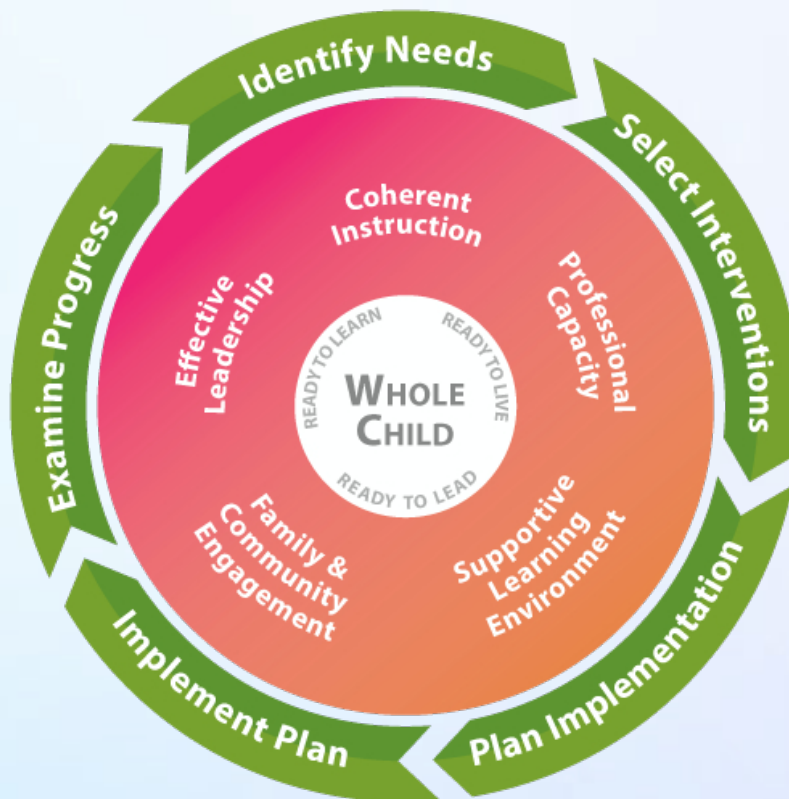 Identify Needs
Select Interventions
Plan Implementation
Implement Plan
Examine Progress
Coherent
Instruction
Professional
Capacity
Supportive
Learning
Environment
Family &
Community
Engagement
Effective
Leadership
READY TO LEARN
READY TO LIVE
READY TO LEAD
WHOLE
CHILD